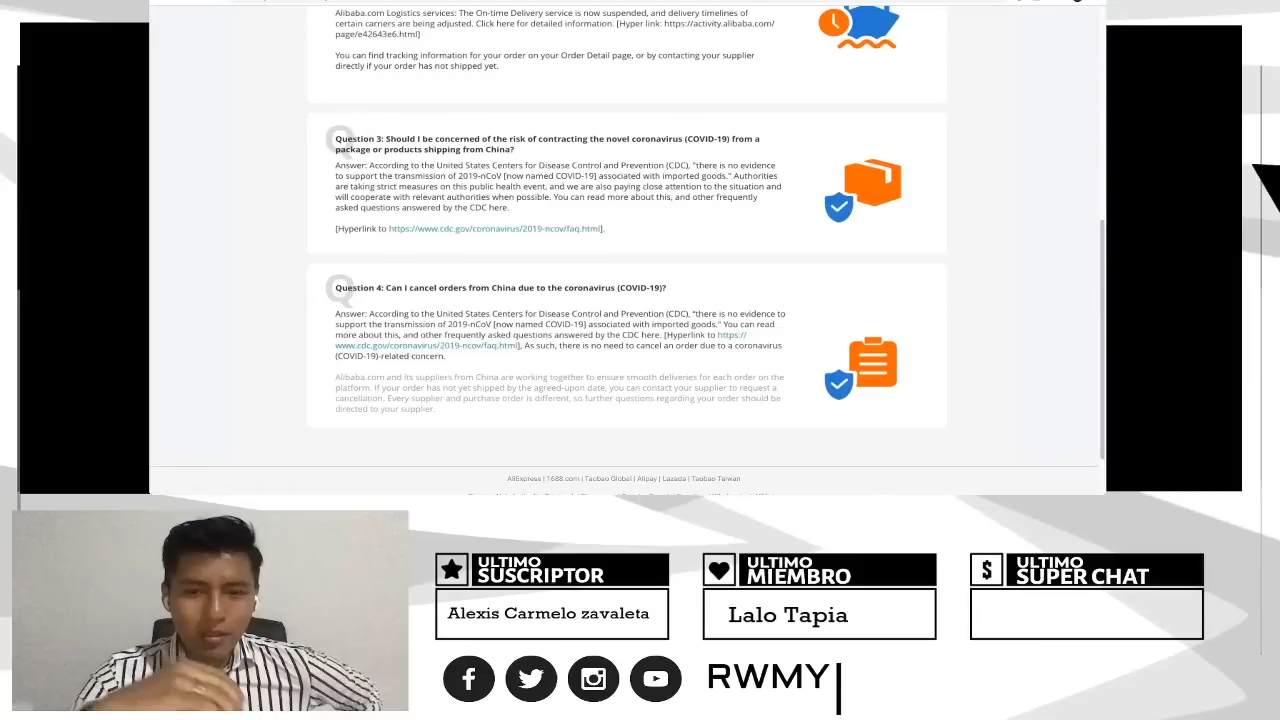 Alibaba.com Logistics services: The On-time Delivery service is now suspended, and delivery timelines of
certain carriers are being adjusted. Click here for detailed information. [Hyper link: https://activity.alibaba.com/
page/e42643e6.html]
You can find tracking information for your order on your Order Detail page, or by contacting your supplier
directly if your order has not shipped yet.
Q
Question 3: Should I be concerned of the risk of contracting the novel coronavirus (COVID-19) from a
package or products shipping from China?
Answer: According to the United States Centers for Disease Control and Prevention (CDC), "there is no evidence
to support the transmission of 2019-nCoV [now named COVID-19] associated with imported goods." Authorities
are taking strict measures on this public health event, and we are also paying close attention to the situation and
will cooperate with relevant authorities when possible. You can read more about this, and other frequently
asked questions answered by the CDC here.
[Hyperlink to https://www.cdc.gov/coronavirus/2019-ncov/faq.html].
Q
Question 4: Can I cancel orders from China due to the coronavirus (COVID-19)?
Answer: According to the United States Centers for Disease Control and Prevention (CDC), "there is no evidence to
support the transmission of 2019-nCoV [now named COVID-19] associated with imported goods." You can read
more about this, and other frequently asked questions answered by the CDC here. [Hyperlink to https://
www.cdc.gov/coronavirus/2019-ncov/faq.html], As such, there is no need to cancel an order due to a coronavirus
(COVID-19)-related concern.
Alibaba.com and its suppliers from China are working together to ensure smooth deliveries for each order on the
platform. If your order has not yet shipped by the agreed-upon date, you can contact your supplier to request a
cancellation. Every supplier and purchase order is different, so further questions regarding your order should be
directed to your supplier.
AliExpress | 1688.com | Taobao Global | Alipay | Lazada | Taobao Taiwan
ULTIMO
SUSCRIPTOR
Alexis Carmelo zavaleta
ULTIMO
MIEMBRO
Lalo Tapia
$
ULTIMO
SUPER CHAT
RWMY